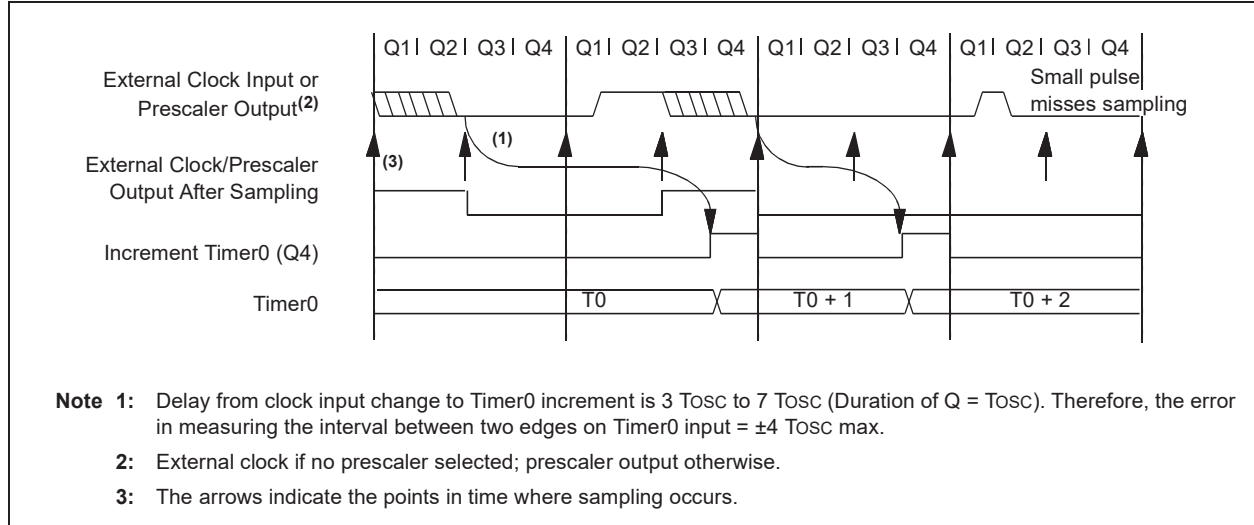 Q1 | Q2 | Q3 | Q4 | Q1 | Q2 | Q3 | Q4 | Q1 | Q2 | Q3 | Q4 | Q1 | Q2 | Q3 | Q4
External Clock Input or
Prescaler Output(2)
Small pulse
misses sampling
(1)
(3)
External Clock/Prescaler
Output After Sampling
Increment Timer0 (Q4)
Timer0
T0
T0 + 1
T0 + 2
Note 1: Delay from clock input change to Timer0 increment is 3 TOSC to 7 TOSC (Duration of Q = TOSC). Therefore, the error
in measuring the interval between two edges on Timer0 input = ±4 TOSC max.
2: External clock if no prescaler selected; prescaler output otherwise.
3: The arrows indicate the points in time where sampling occurs.